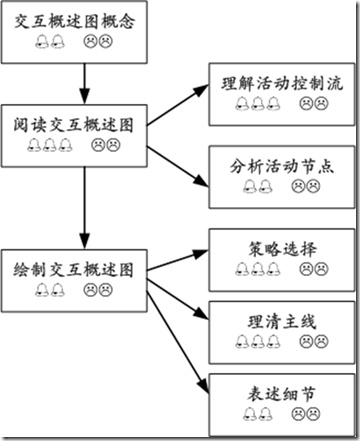 交互概述图概念
阅读交互概述图
理解活动控制流
分析活动节点
绘制交互概述图
策略选择
理清主线
表述细节